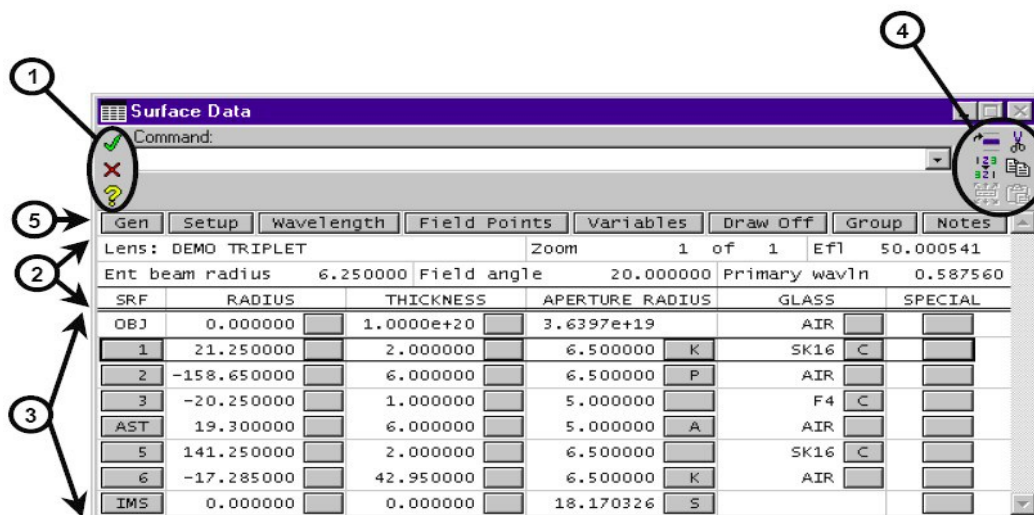 4
1
Surface Data
Command:
5
Gen Setup Wavelength Field Points Variables Draw Off Group Notes
2
Lens: DEMO TRIPLET Zoom 1 of 1 Efl 50.000541
Ent beam radius 6.250000 Field angle 20.000000 Primary wavln 0.587560
SRF RADIUS THICKNESS APERTURE RADIUS GLASS SPECIAL
OBJ 0.000000 1.0000e+20 3.6397e+19 AIR
1 21.250000 2.000000 6.500000 K SK16 C
2 -158.650000 6.000000 6.500000 P AIR
3
3 -20.250000 1.000000 5.000000 F4 C
AST 19.300000 6.000000 5.000000 A AIR
5 141.250000 2.000000 6.500000 SK16 C
6 -17.285000 42.950000 6.500000 K AIR
IMS 0.000000 0.000000 18.170326 S